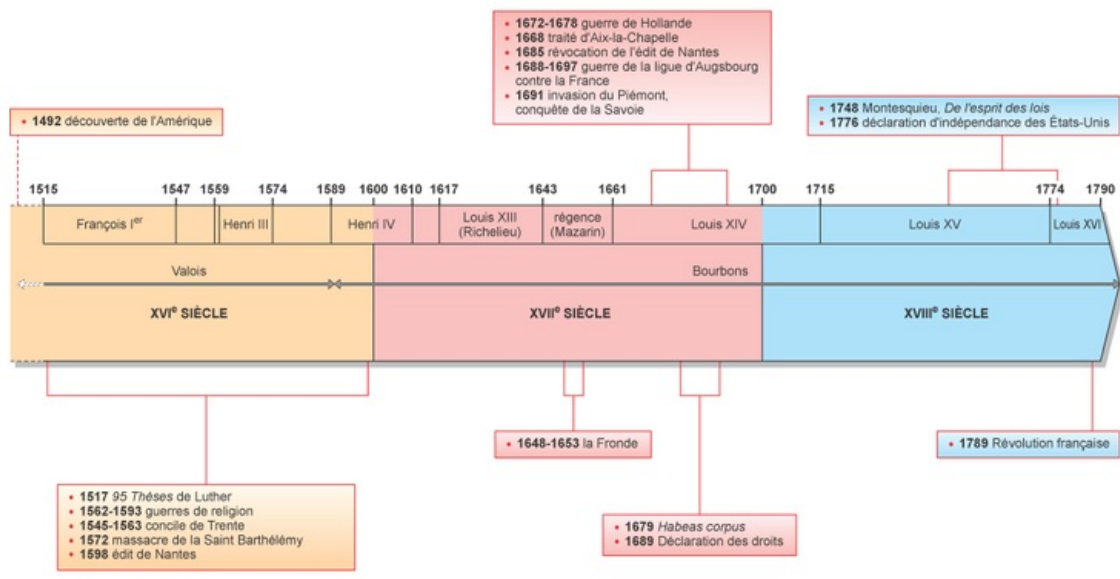 • 1672-1678 guerre de Hollande
• 1668 traité d'Aix-la-Chapelle
• 1685 révocation de l'édit de Nantes
• 1688-1697 guerre de la ligue d'Augsbourg
contre la France
• 1691 invasion du Piémont,
conquête de la Savoie
• 1492 découverte de l'Amérique
• 1748 Montesquieu, De l'esprit des lois
• 1776 déclaration d'indépendance des États-Unis
1515 1547 1559 1574 1589 1600 1610 1617 1643 1661 1700 1715 1774 1790
François Ier Henri III Henri IV Louis XIII régence Louis XIV Louis XV Louis XVI
(Richelieu) (Mazarin)
Valois Bourbons
XVIe SIÈCLE XVIIe SIÈCLE XVIIIe SIÈCLE
• 1648-1653 la Fronde
• 1789 Révolution française
• 1517 95 Thèses de Luther
• 1562-1593 guerres de religion
• 1545-1563 concile de Trente
• 1572 massacre de la Saint Barthélémy
• 1598 édit de Nantes
• 1679 Habeas corpus
• 1689 Déclaration des droits